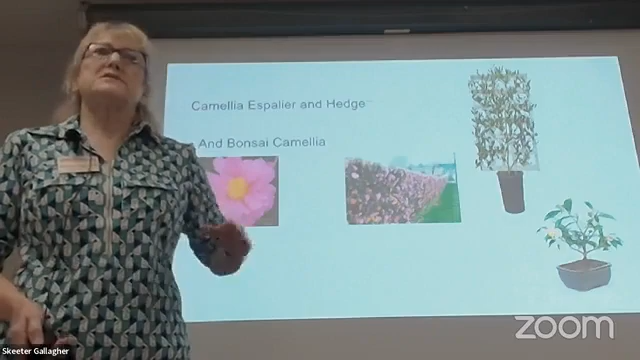 Camellia Espalier and Hedge
And Bonsai Camellia
zoom
Skeeter Gallagher